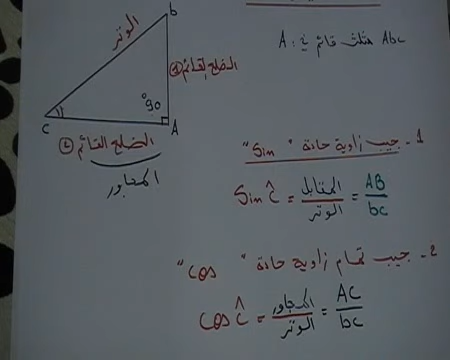 b
الوتر
Abc مثلث قائم في A:
الضلع القائم 1
90°
C
A
الضلع القائم 2
المجاور
1- جيب زاوية حادة "Sin"
Sin Ĉ = المقابل / الوتر = AB / bc
2- جيب تمام زاوية حادة "cos"
cos Ĉ = المجاور / الوتر = AC / bc